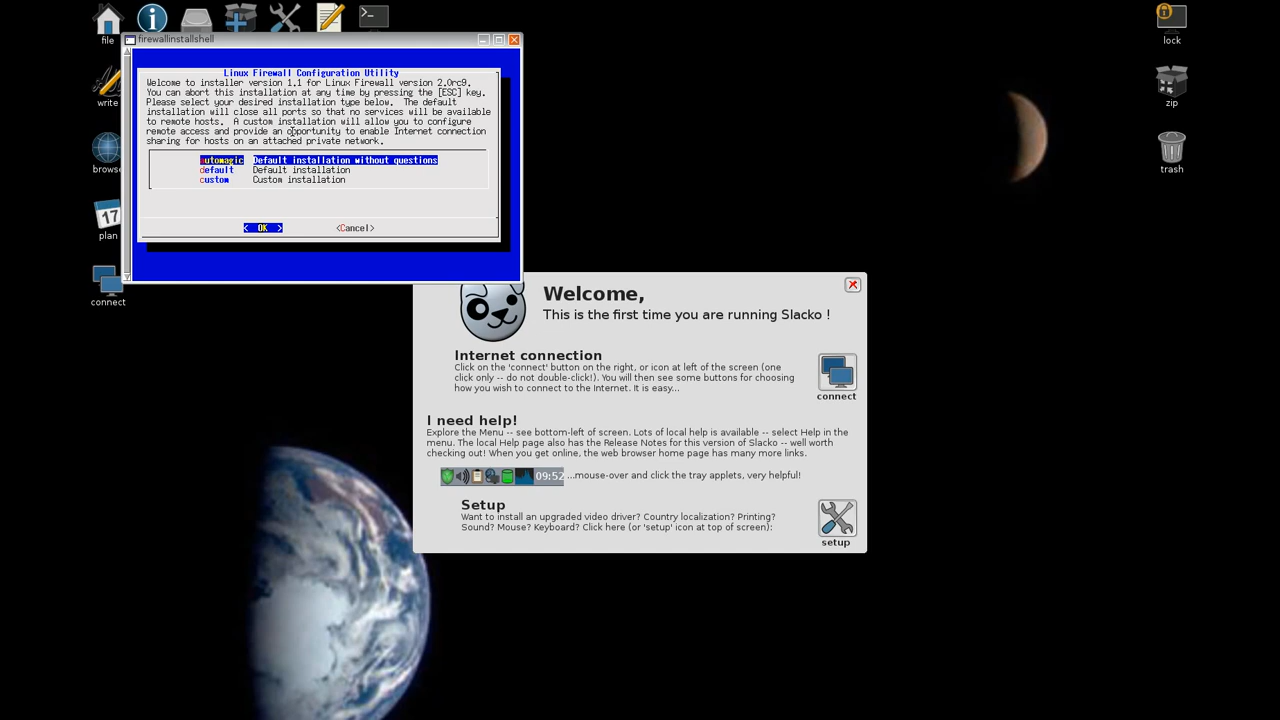 file
write
browse
17
plan
connect
firewallinstallshell
Linux Firewall Configuration Utility
Welcome to installer version 1.1 for Linux Firewall version 2.0rc9.
You can abort this installation at any time by pressing the [ESC] key.
Please select your desired installation type below.  The default
installation will close all ports so that no services will be available
to remote hosts.  A custom installation will allow you to configure
remote access and provide an opportunity to enable Internet connection
sharing for hosts on an attached private network.
automagic  Default installation without questions
default  Default installation
custom  Custom installation
< OK >  <Cancel>
Welcome,
This is the first time you are running Slacko !
Internet connection
Click on the 'connect' button on the right, or icon at left of the screen (one
click only -- do not double-click!). You will then see some buttons for choosing
how you wish to connect to the Internet. It is easy...
connect
I need help!
Explore the Menu -- see bottom-left of screen. Lots of local help is available -- select Help in the
menu. The local Help page also has the Release Notes for this version of Slacko -- well worth
checking out! When you get online, the web browser home page has many more links.
09:52 ...mouse-over and click the tray applets, very helpful!
Setup
Want to install an upgraded video driver? Country localization? Printing?
Sound? Mouse? Keyboard? Click here (or 'setup' icon at top of screen):
setup
lock
zip
trash